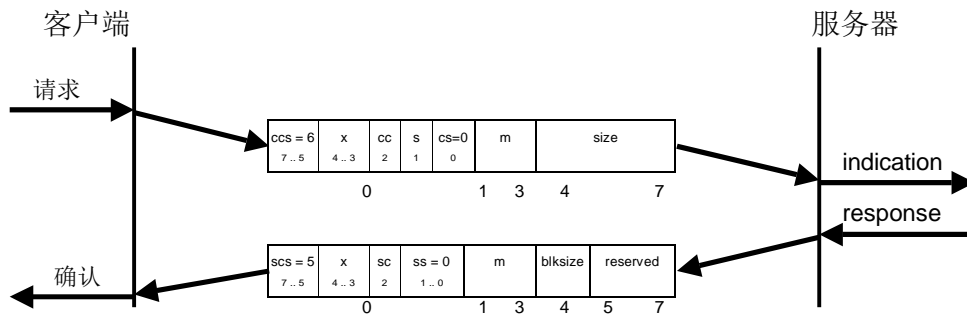 客户端
服务器
请求
ccs = 6 x cc s cs=0 m size
7 .. 5 4 .. 3 2 1 0
0 1 3 4 7
indication
response
scs = 5 x sc ss = 0 m blksize reserved
7 .. 5 4 .. 3 2 1 .. 0
确认
0 1 3 4 5 7